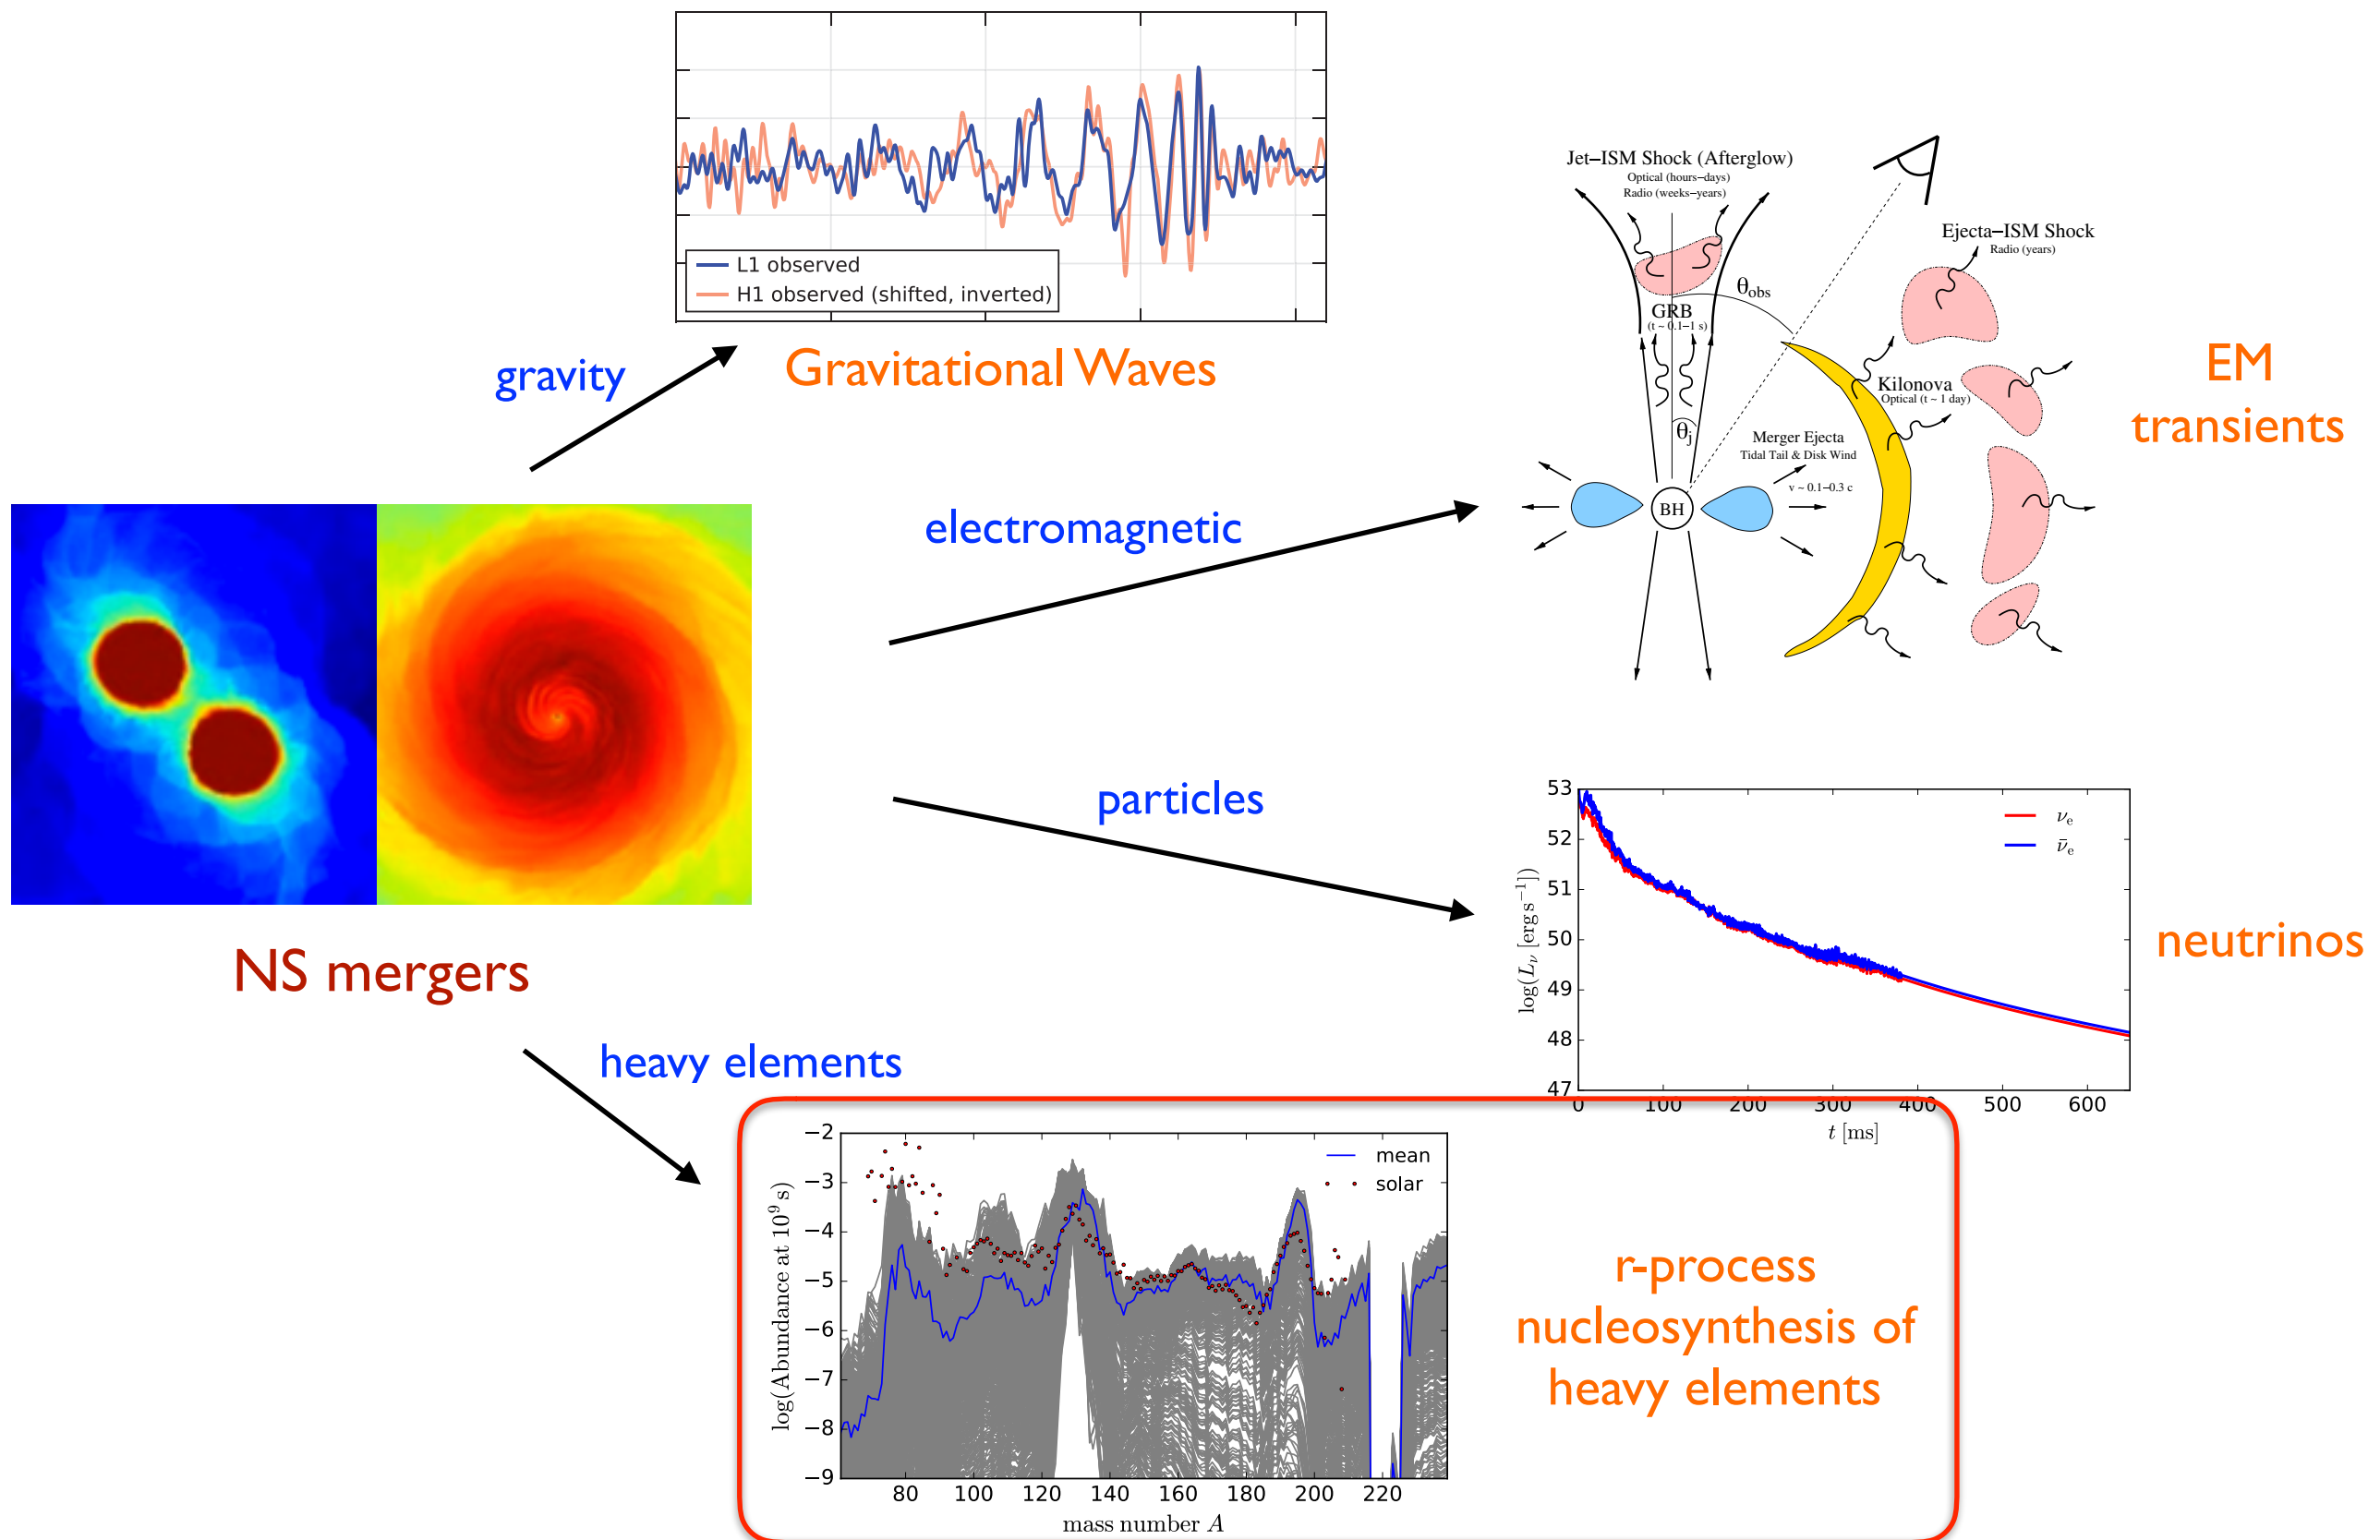 L1 observed
H1 observed (shifted, inverted)
gravity
Gravitational Waves
Jet–ISM Shock (Afterglow)
Optical (hours–days)
Radio (weeks–years)
Ejecta–ISM Shock
Radio (years)
θobs
GRB
(t ~ 0.1–1 s)
Kilonova
Optical (t ~ 1 day)
θj
Merger Ejecta
Tidal Tail & Disk Wind
v ~ 0.1–0.3 c
BH
EM
transients
electromagnetic
particles
NS mergers
53
52
51
50
49
48
47
log(Lν [erg s⁻¹])
νe
ν̄e
0 100 200 300 400 500 600
t [ms]
neutrinos
heavy elements
−2
−3
−4
−5
−6
−7
−8
−9
log(Abundance at 10⁹ s)
mean
solar
80 100 120 140 160 180 200 220
mass number A
r-process
nucleosynthesis of
heavy elements